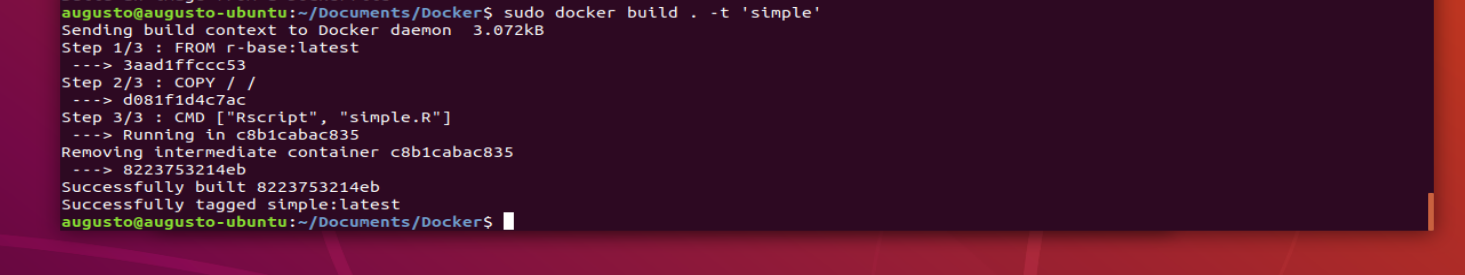 augusto@augusto-ubuntu:~/Documents/Docker$ sudo docker build . -t 'simple'
Sending build context to Docker daemon  3.072kB
Step 1/3 : FROM r-base:latest
 ---> 3aad1ffccc53
Step 2/3 : COPY / /
 ---> d081f1d4c7ac
Step 3/3 : CMD ["Rscript", "simple.R"]
 ---> Running in c8b1cabac835
Removing intermediate container c8b1cabac835
 ---> 8223753214eb
Successfully built 8223753214eb
Successfully tagged simple:latest
augusto@augusto-ubuntu:~/Documents/Docker$